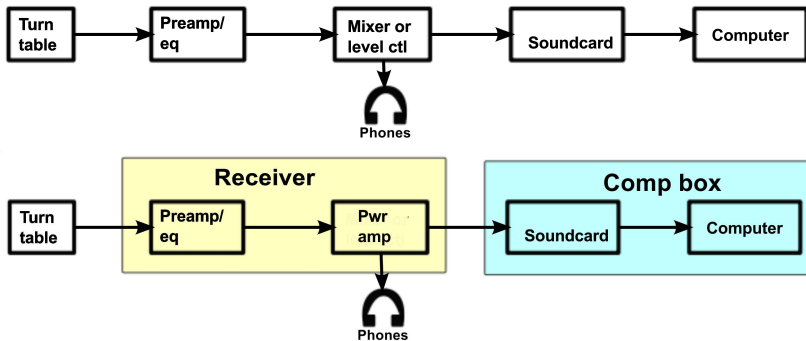 Turn
table
Preamp/
eq
Mixer or
level ctl
Soundcard
Computer
Phones
Receiver
Comp box
Turn
table
Preamp/
eq
Pwr
amp
Soundcard
Computer
Phones